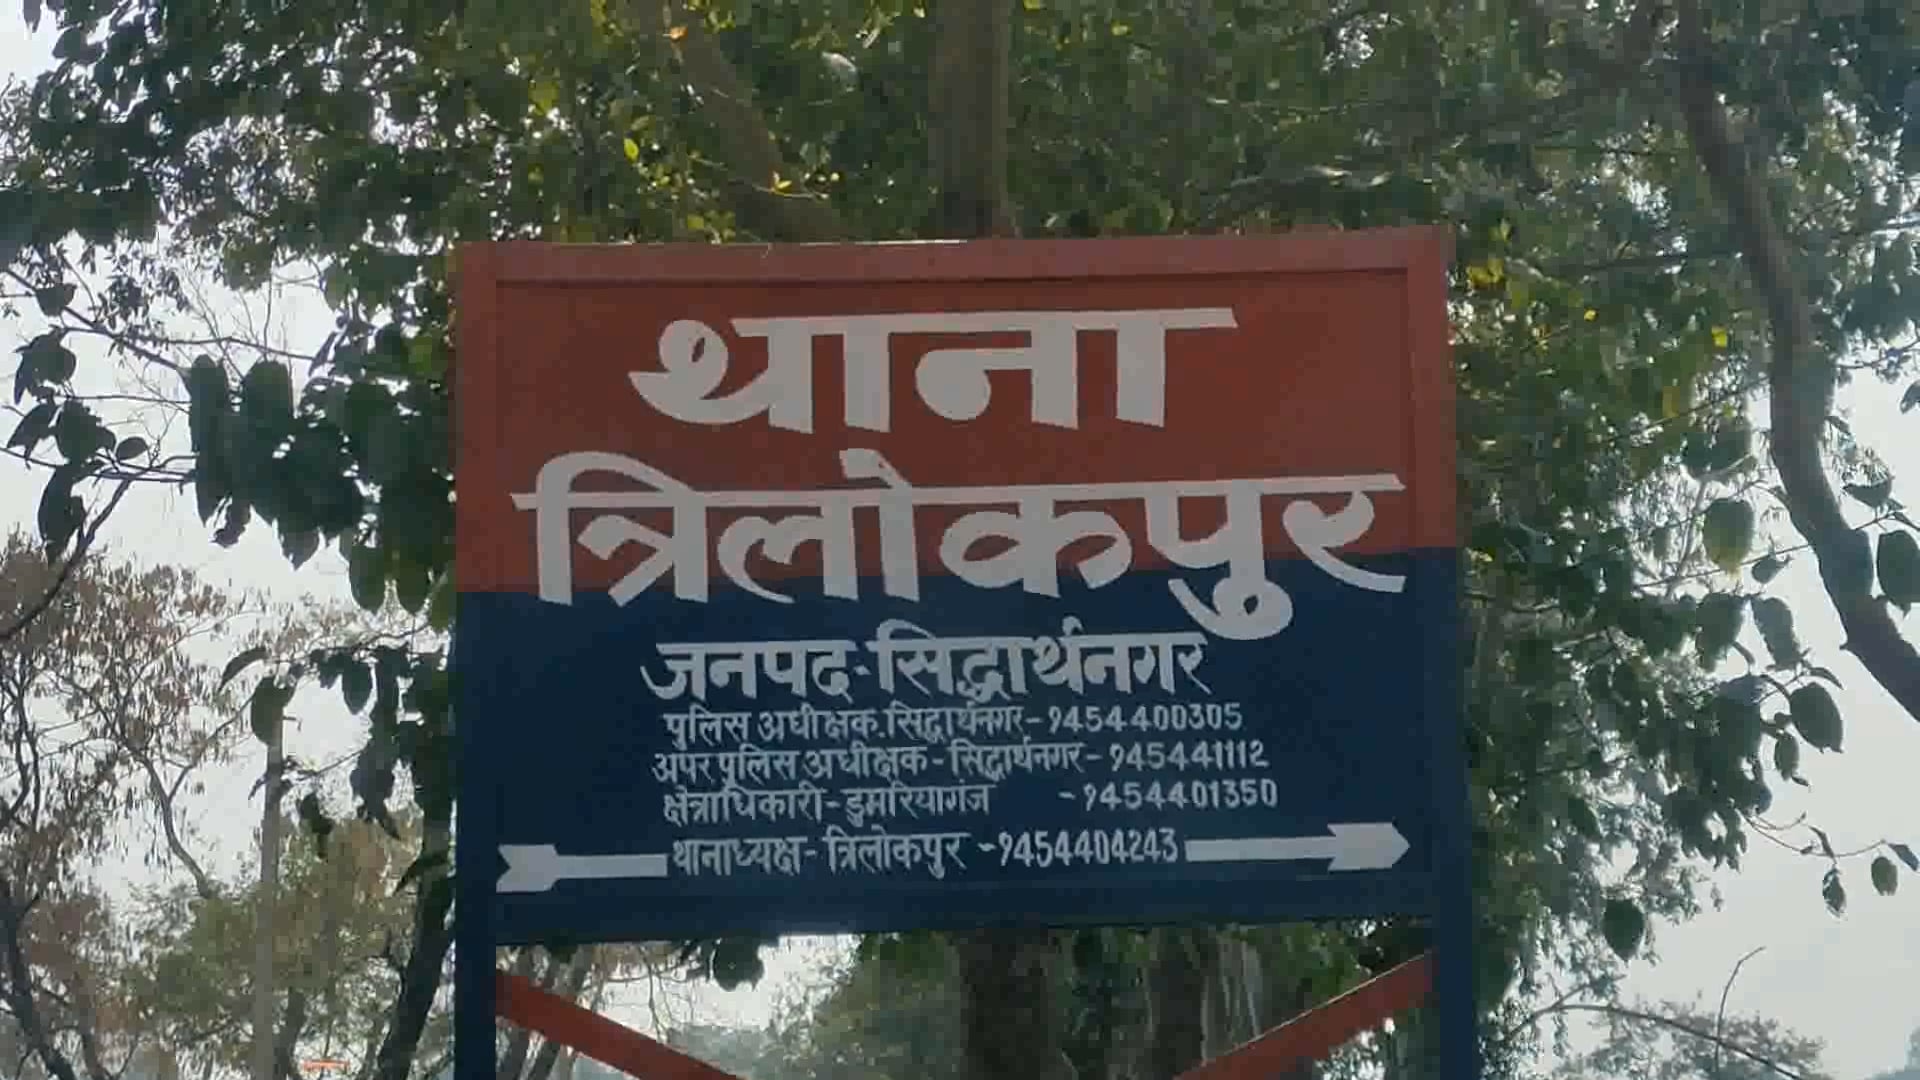 थाना
त्रिलोकपुर
जनपद-सिद्धार्थनगर
पुलिस अधीक्षक. सिद्धार्थनगर-9454400305
अपर पुलिस अधीक्षक-सिद्धार्थनगर-945441112
क्षेत्राधिकारी-डुमरियागंज -9454401350
थानाध्यक्ष-त्रिलोकपुर -9454404243